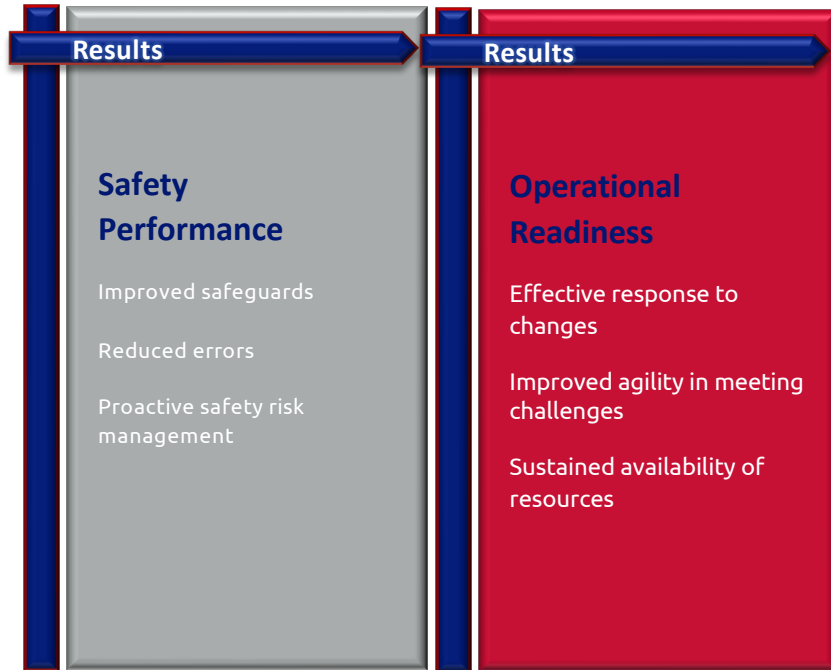 Results
Safety
Performance
Improved safeguards
Reduced errors
Proactive safety risk
management
Results
Operational
Readiness
Effective response to
changes
Improved agility in meeting
challenges
Sustained availability of
resources